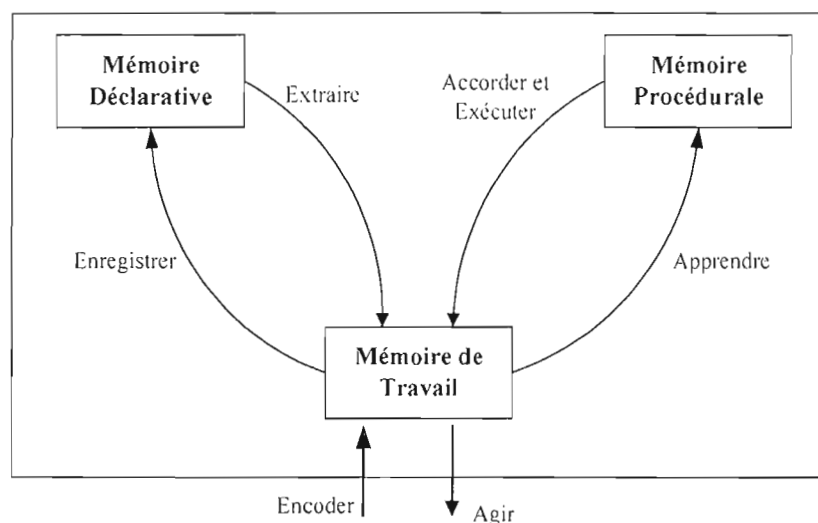 Mémoire
Déclarative
Extraire
Accorder et
Exécuter
Mémoire
Procédurale
Enregistrer
Apprendre
Mémoire de
Travail
Encoder
Agir